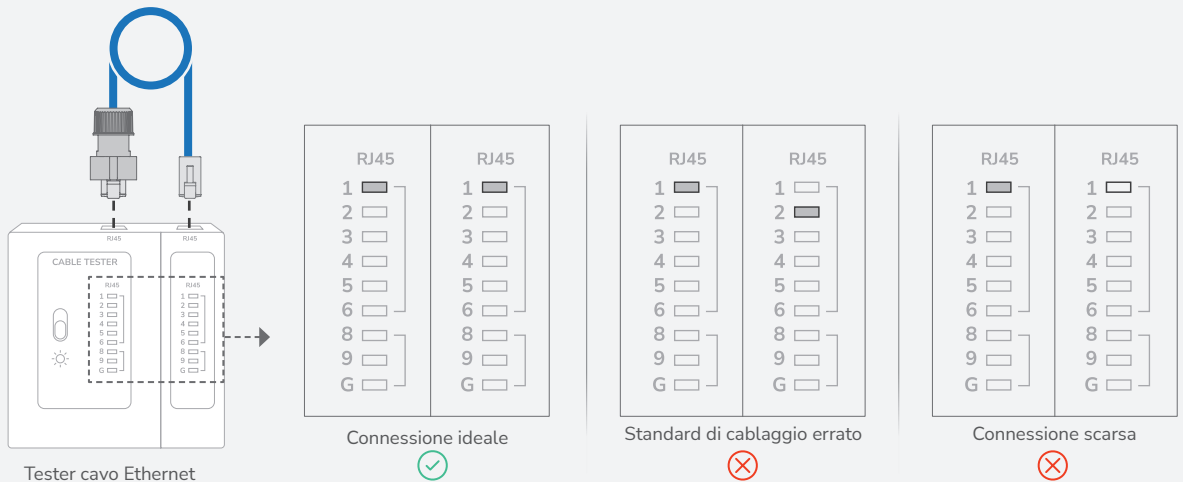 RJ45 RJ45
CABLE TESTER
RJ45 RJ45
1 1
2 2
3 3
4 4
5 5
6 6
8 8
9 9
G G
Tester cavo Ethernet
RJ45 RJ45
1 1
2 2
3 3
4 4
5 5
6 6
8 8
9 9
G G
Connessione ideale
RJ45 RJ45
1 1
2 2
3 3
4 4
5 5
6 6
8 8
9 9
G G
Standard di cablaggio errato
RJ45 RJ45
1 1
2 2
3 3
4 4
5 5
6 6
8 8
9 9
G G
Connessione scarsa